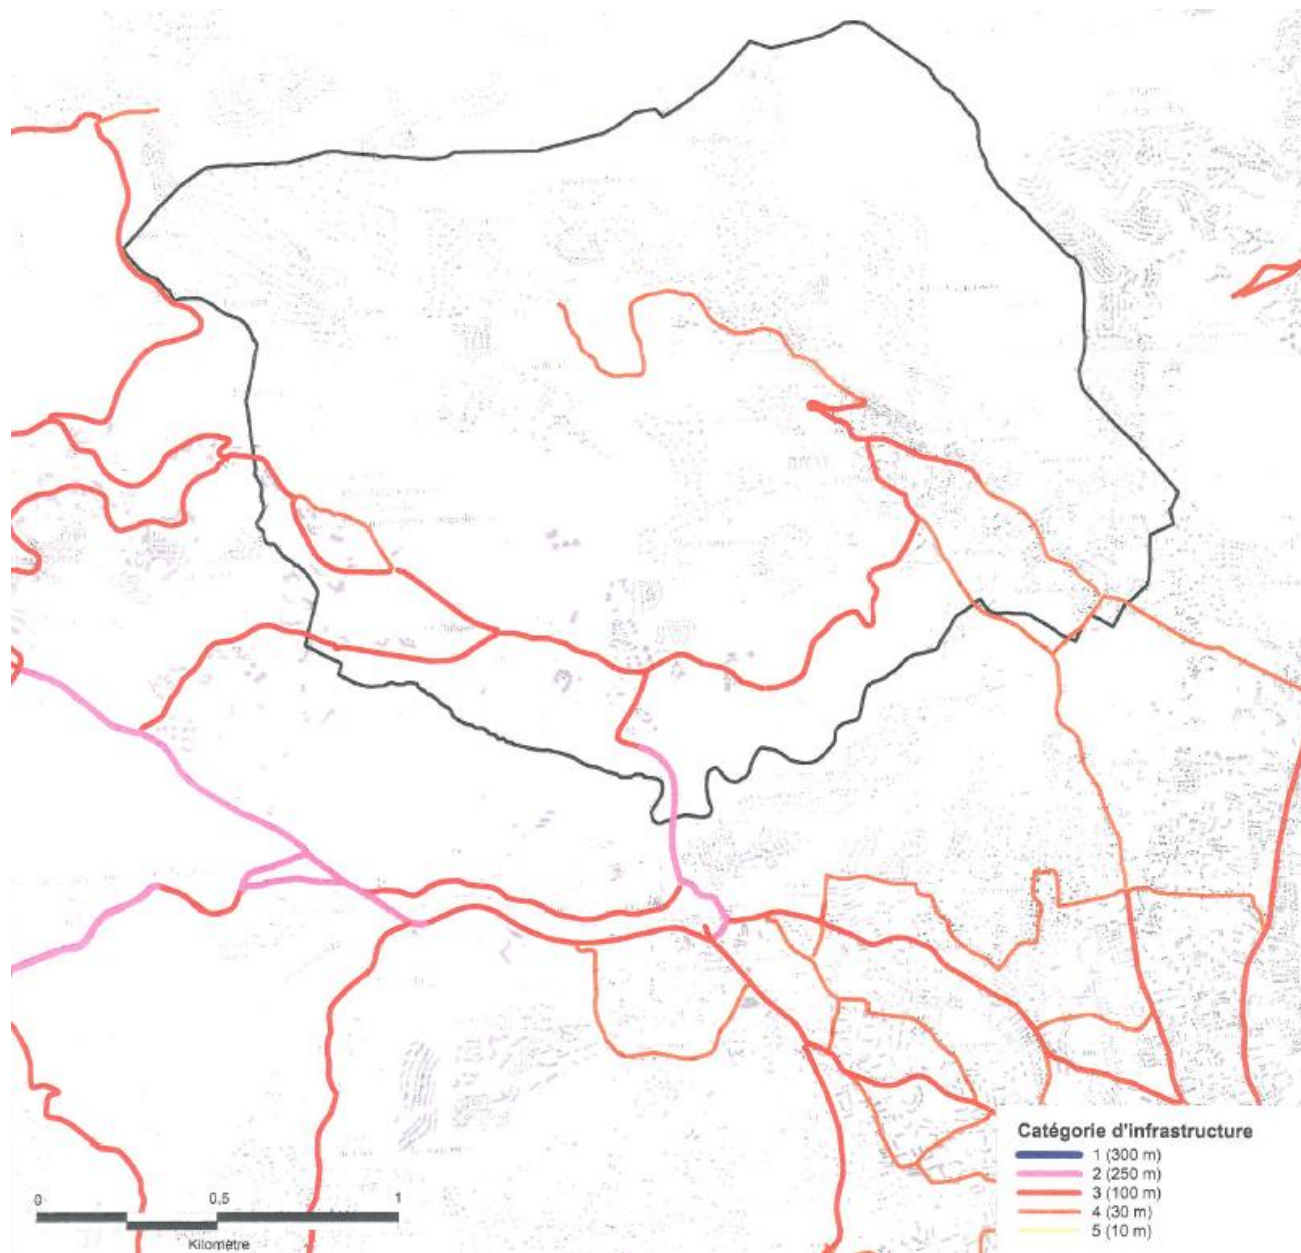 Catégorie d'infrastructure
1 (300 m)
2 (250 m)
3 (100 m)
4 (30 m)
5 (10 m)
0 0.5 1
Kilomètre